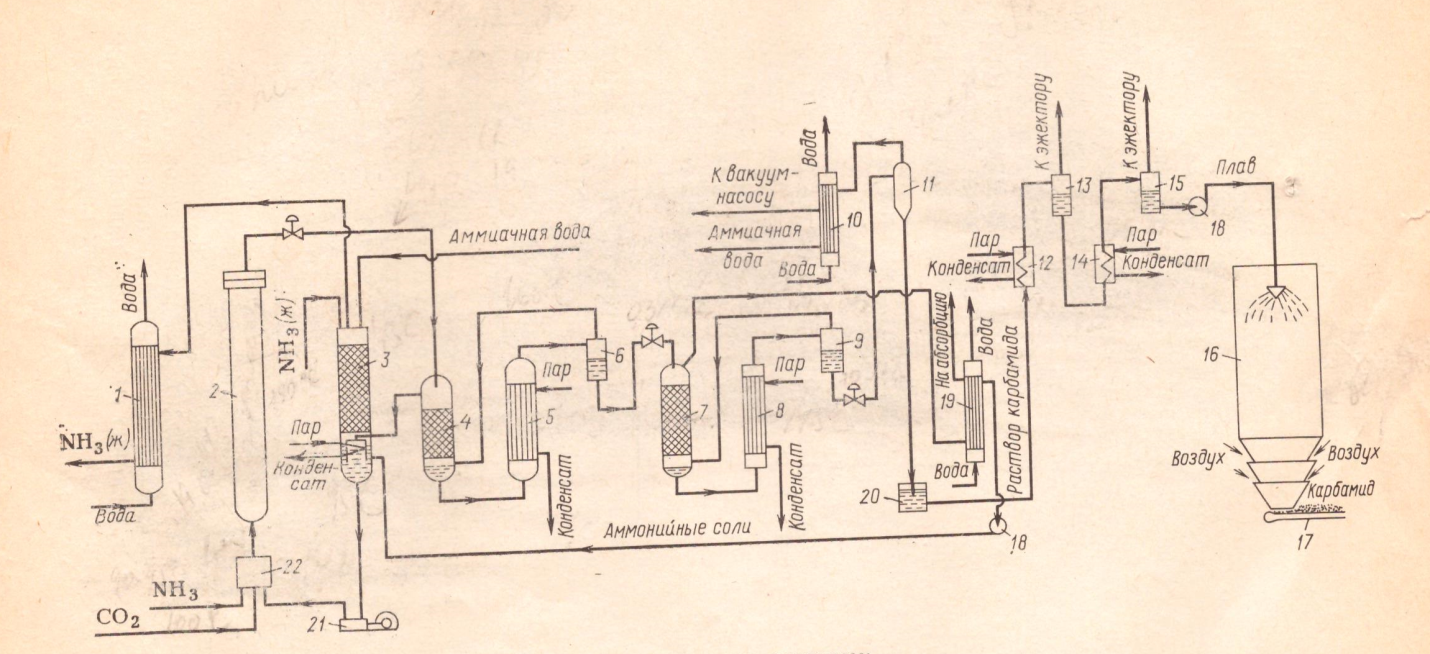 К эжектору
К эжектору
Вода
К вакуум-
насосу
Аммиачная
вода
Вода
10
11
13
15
Плав
18
Пар
Конденсат
12
14
Пар
Конденсат
Аммиачная вода
Вода
NH₃(ж)
1
2
3
NH₃(ж)
Вода
Пар
Конден-
сат
4
5
Пар
6
Конденсат
7
8
Пар
9
Конденсат
На абсорбцию
Вода
19
Вода
Раствор карбамида
20
16
Воздух
Воздух
Карбамид
17
Аммонийные соли
18
22
NH₃
CO₂
21